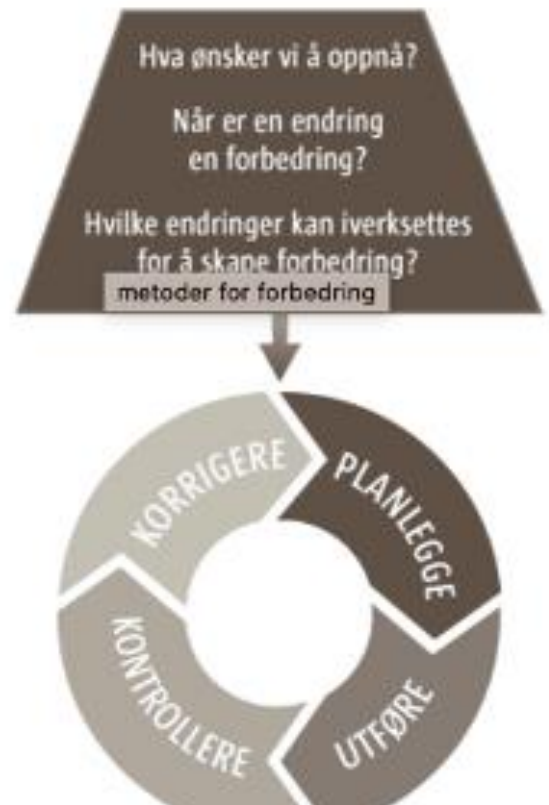 Hva ønsker vi å oppnå?
Når er en endring
en forbedring?
Hvilke endringer kan iverksettes
for å skape forbedring?
metoder for forbedring
KORRIGERE
PLANLEGGE
KONTROLLERE
UTFØRE